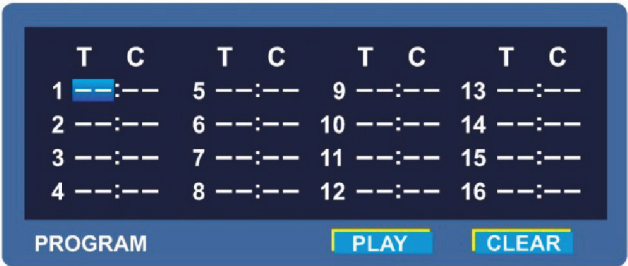 T C T C T C T C
1 --:-- 5 --:-- 9 --:-- 13 --:--
2 --:-- 6 --:-- 10 --:-- 14 --:--
3 --:-- 7 --:-- 11 --:-- 15 --:--
4 --:-- 8 --:-- 12 --:-- 16 --:--
PROGRAM PLAY CLEAR